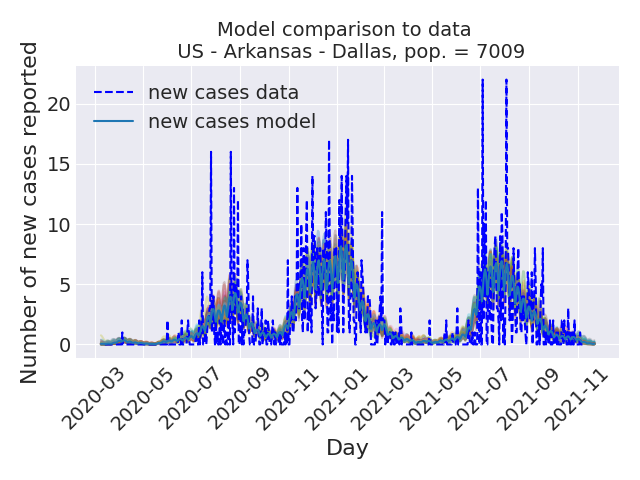 Model comparison to data
US - Arkansas - Dallas, pop. = 7009
Number of new cases reported
20
15
10
5
0
new cases data
new cases model
2020-03
2020-05
2020-07
2020-09
2020-11
2021-01
2021-03
2021-05
2021-07
2021-09
2021-11
Day